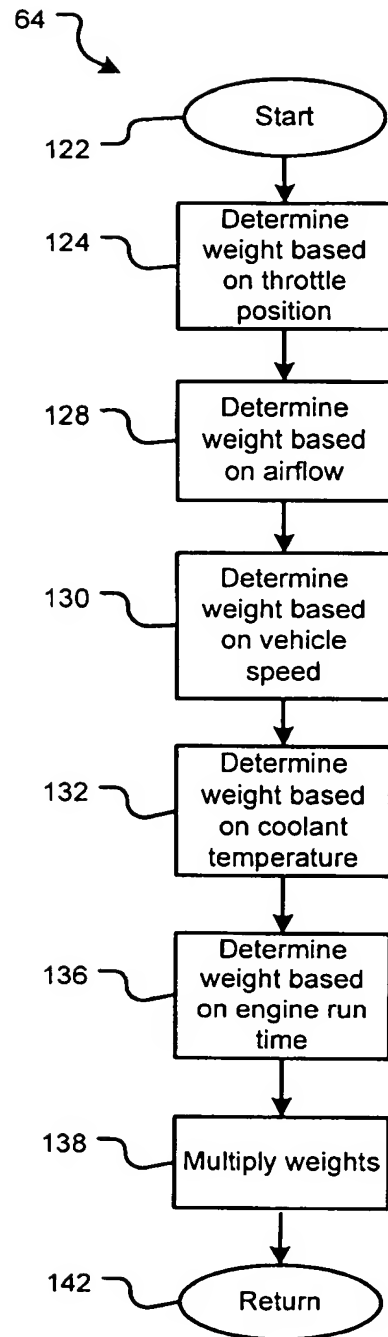 64
122
Start
124
Determine
weight based
on throttle
position
128
Determine
weight based
on airflow
130
Determine
weight based
on vehicle
speed
132
Determine
weight based
on coolant
temperature
136
Determine
weight based
on engine run
time
138
Multiply weights
142
Return